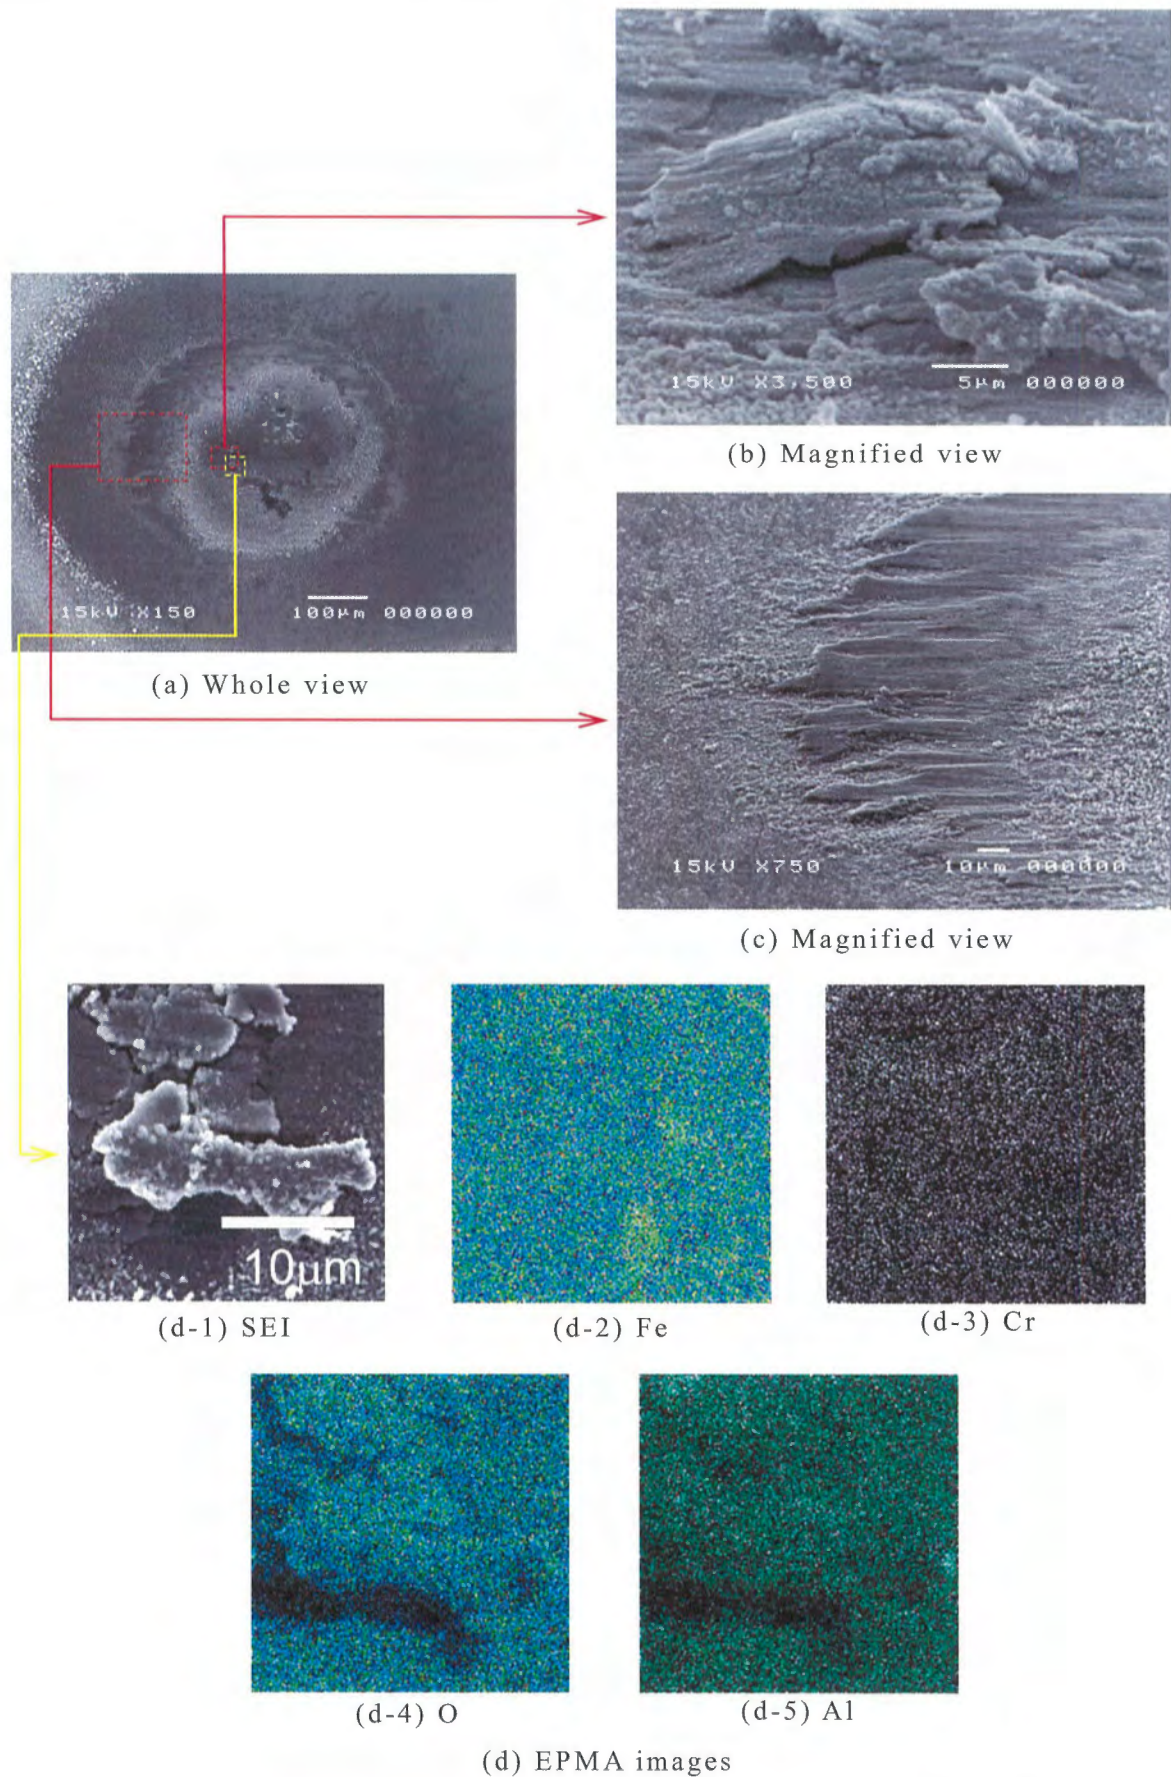 15kV X3,500 5μm 000000
(b) Magnified view
15kV X150 100μm 000000
(a) Whole view
15kV X750 10μm 000000
(c) Magnified view
10μm
(d-1) SEI
(d-2) Fe
(d-3) Cr
(d-4) O
(d-5) Al
(d) EPMA images